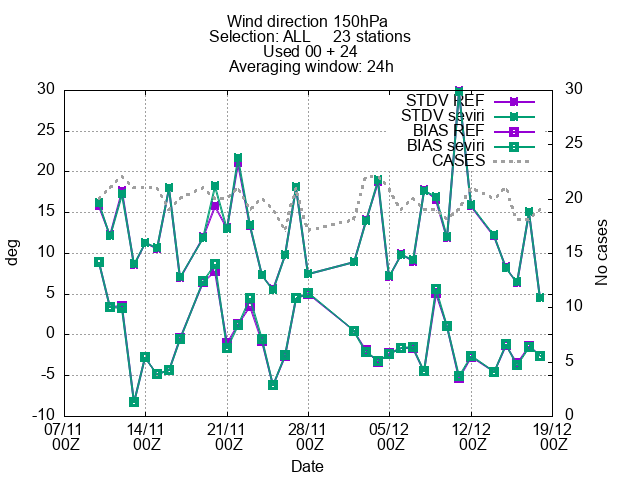 Wind direction 150hPa
Selection: ALL 23 stations
Used 00 + 24
Averaging window: 24h
STDV REF
STDV seviri
BIAS REF
BIAS seviri
CASES
30
25
20
15
10
5
0
-5
-10
deg
30
25
20
15
10
5
0
No cases
07/11 14/11 21/11 28/11 05/12 12/12 19/12
00Z 00Z 00Z 00Z 00Z 00Z 00Z
Date